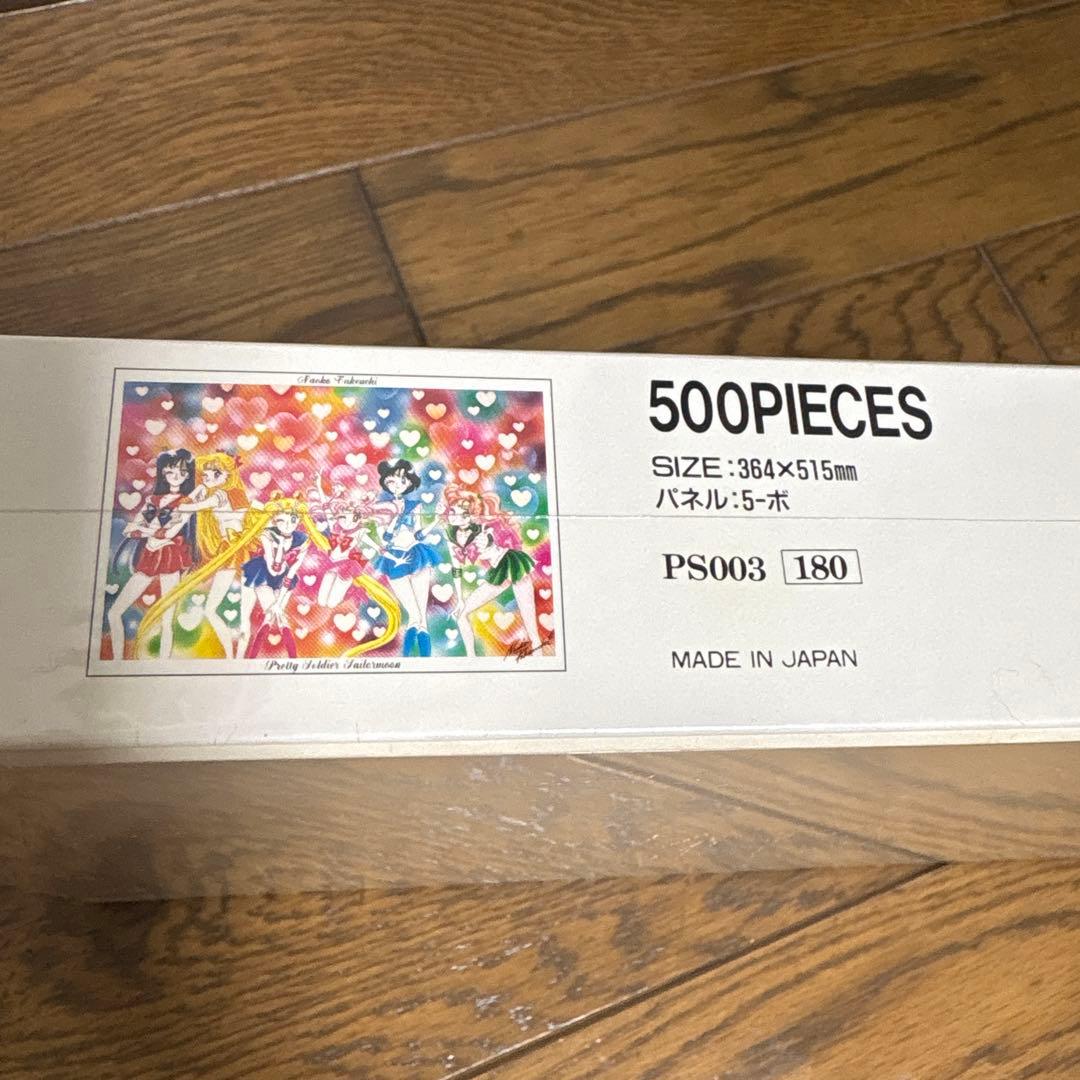 Naoko Takeuchi
Pretty Soldier Sailormoon
500PIECES
SIZE:364×515mm
パネル:5-ボ
PS003 180
MADE IN JAPAN